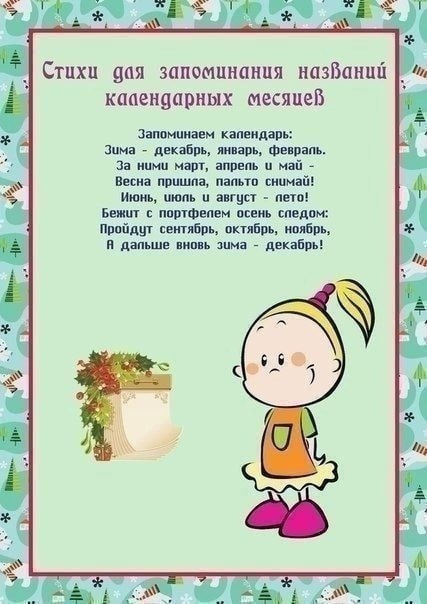 Стихи для запоминания названий
календарных месяцев
Запоминаем календарь:
Зима - декабрь, январь, февраль.
За ними март, апрель и май -
Весна пришла, пальто снимай!
Июнь, июль и август - лето!
Бежит с портфелем осень следом:
Пройдут сентябрь, октябрь, ноябрь,
А дальше вновь зима - декабрь!